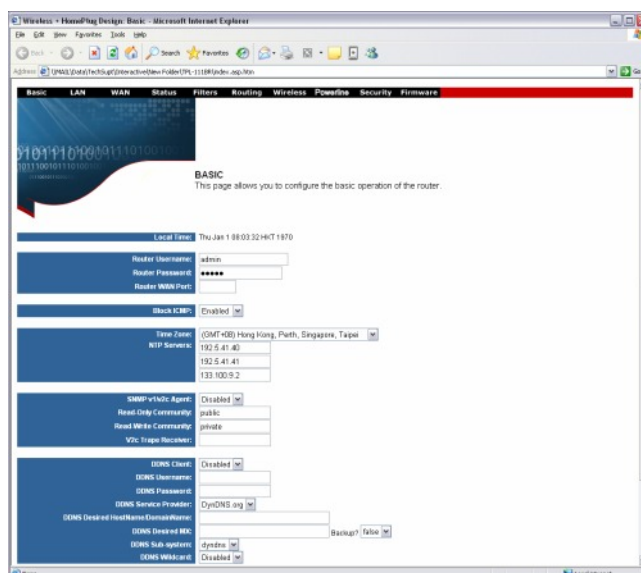 Wireless + HomePlug Design: Basic - Microsoft Internet Explorer
File Edit View Favorites Tools Help
Back Search Favorites
Address
Basic LAN WAN Status Filters Routing Wireless Powerline Security Firmware
BASIC
This page allows you to configure the basic operation of the router.
Local Time: Thu Jan 1 08:03:32 HKT 1970
Router Username: admin
Router Password: •••••
Router WAN Port:
Block ICMP: Enabled
Time Zone: (GMT+08) Hong Kong, Perth, Singapore, Taipei
NTP Servers: 192.5.41.40
192.5.41.41
133.100.9.2
SNMP v1/v2c Agent: Disabled
Read-Only Community: public
Read-Write Community: private
V2c Traps Receiver:
DDNS Client: Disabled
DDNS Username:
DDNS Password:
DDNS Service Provider: DynDNS.org
DDNS Desired HostName/DomainName:
DDNS Desired MX: Backup? false
DDNS Sub-system: dyndns
DDNS Wildcard: Disabled